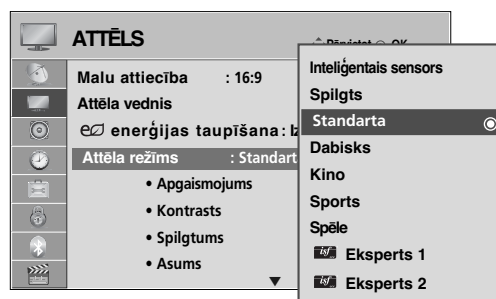 ATTĒLS
Pārvietot OK
Malu attiecība : 16:9
Attēla vednis
enerģijas taupīšana:
Attēla režīms : Standart
• Apgaismojums
• Kontrasts
• Spilgtums
• Asums
Inteliģentais sensors
Spilgts
Standarta
Dabisks
Kino
Sports
Spēle
Eksperts 1
Eksperts 2